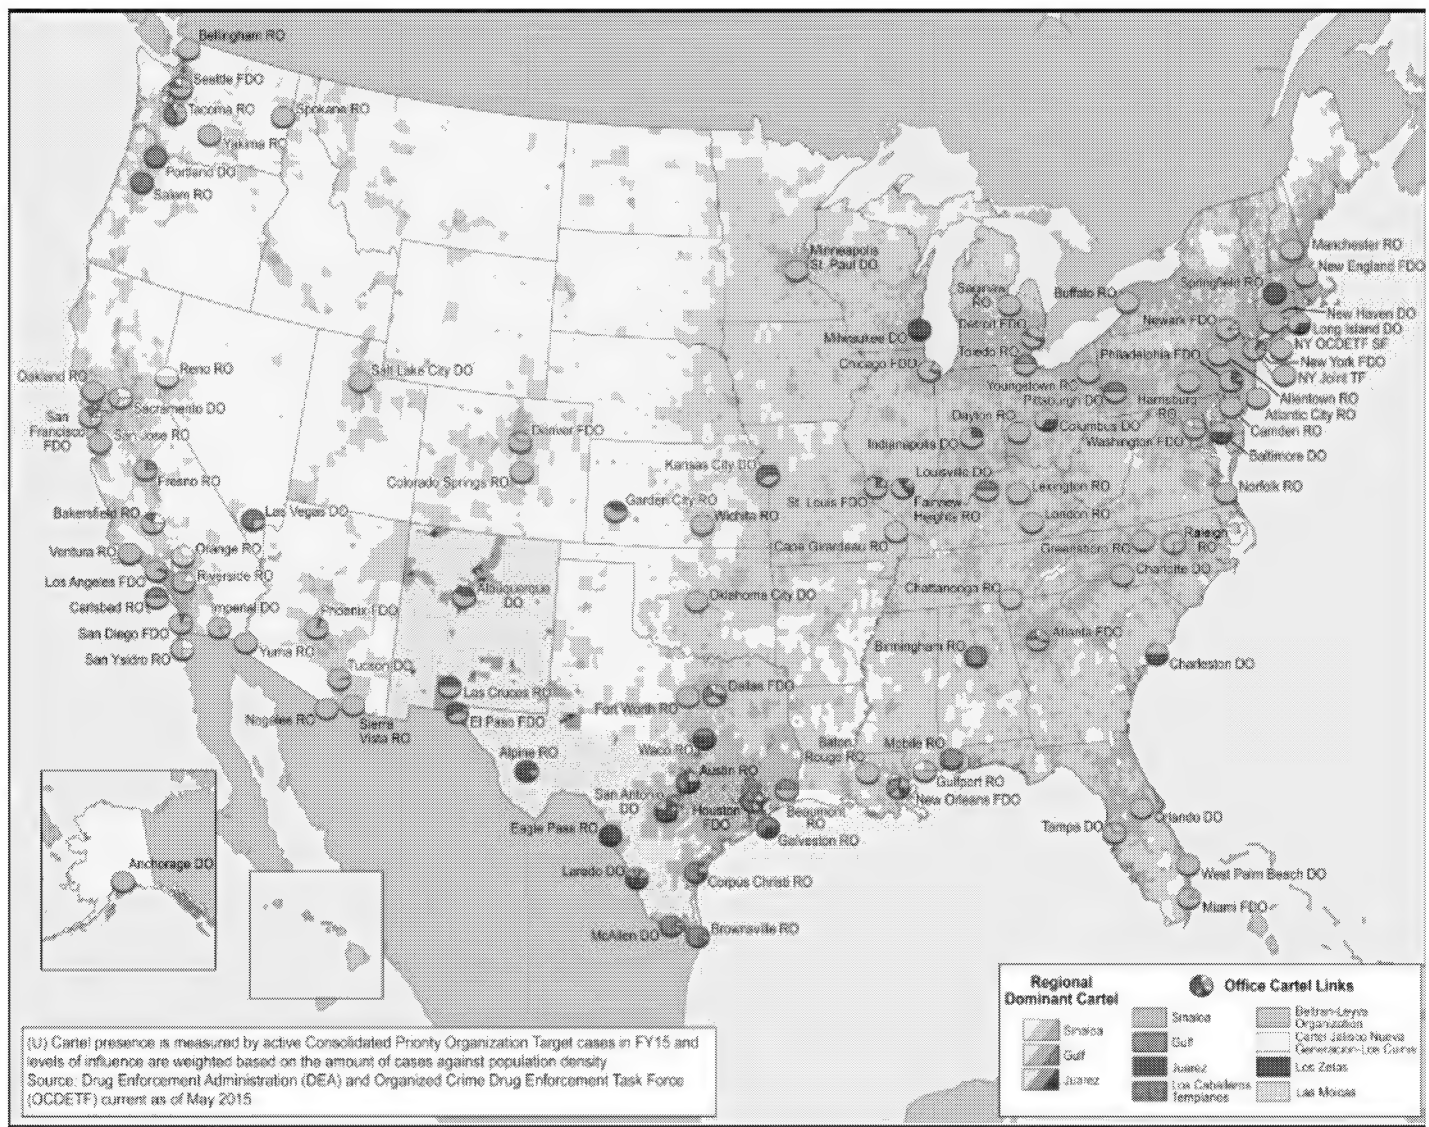 Bellingham RO
Seattle FDO
Tacoma RO
Spokane RO
Yakima RO
Portland DO
Salem RO
Minneapolis
St. Paul DO
Manchester RO
New England FDO
Springfield RO
Saginaw
RO
Buffalo RO
New Haven DO
Newark FDO
Long Island DO
Detroit FDO
Milwaukee DO
NY OCDETF SF
Toledo RO
Philadelphia FDO
New York FDO
Chicago FDO
NY Joint TF
Oakland RO
Reno RO
Salt Lake City DO
Youngstown RO
Pittsburgh DO
Harrisburg
RO
Allentown RO
Sacramento DO
Atlantic City RO
San
Francisco
FDO
San Jose RO
Denver FDO
Dayton RO
Columbus DO
Camden RO
Indianapolis DO
Washington FDO
Baltimore DO
Kansas City DO
Louisville DO
Fresno RO
Colorado Springs RO
Lexington RO
Norfolk RO
Garden City RO
St. Louis FDO
Fairview
Heights RO
Bakersfield RO
Las Vegas DO
Wichita RO
London RO
Raleigh
RO
Ventura RO
Orange RO
Cape Girardeau RO
Greensboro RO
Los Angeles FDO
Riverside RO
Charlotte DO
Carlsbad RO
Imperial DO
Phoenix FDO
Albuquerque
DO
Oklahoma City DO
Chattanooga RO
San Diego FDO
Atlanta FDO
San Ysidro RO
Yuma RO
Birmingham RO
Tucson DO
Charleston DO
Las Cruces RO
Dallas FDO
Nogales RO
Sierra
Vista RO
El Paso FDO
Fort Worth RO
Waco RO
Baton
Rouge RO
Mobile RO
Alpine RO
Austin RO
Gulfport RO
San Antonio
DO
Houston
FDO
Beaumont
RO
New Orleans FDO
Eagle Pass RO
Galveston RO
Tampa DO
Orlando DO
Anchorage DO
Laredo DO
Corpus Christi RO
West Palm Beach DO
Miami FDO
McAllen DO
Brownsville RO
Regional
Dominant Cartel
Sinaloa
Gulf
Juarez
Office Cartel Links
Sinaloa
Gulf
Juarez
Los Caballeros
Templarios
Beltran-Leyva
Organization
Cartel Jalisco Nueva
Generacion-Los Cuinis
Los Zetas
Las Moicas
(U) Cartel presence is measured by active Consolidated Priority Organization Target cases in FY15 and
levels of influence are weighted based on the amount of cases against population density
Source: Drug Enforcement Administration (DEA) and Organized Crime Drug Enforcement Task Force
(OCDETF) current as of May 2015